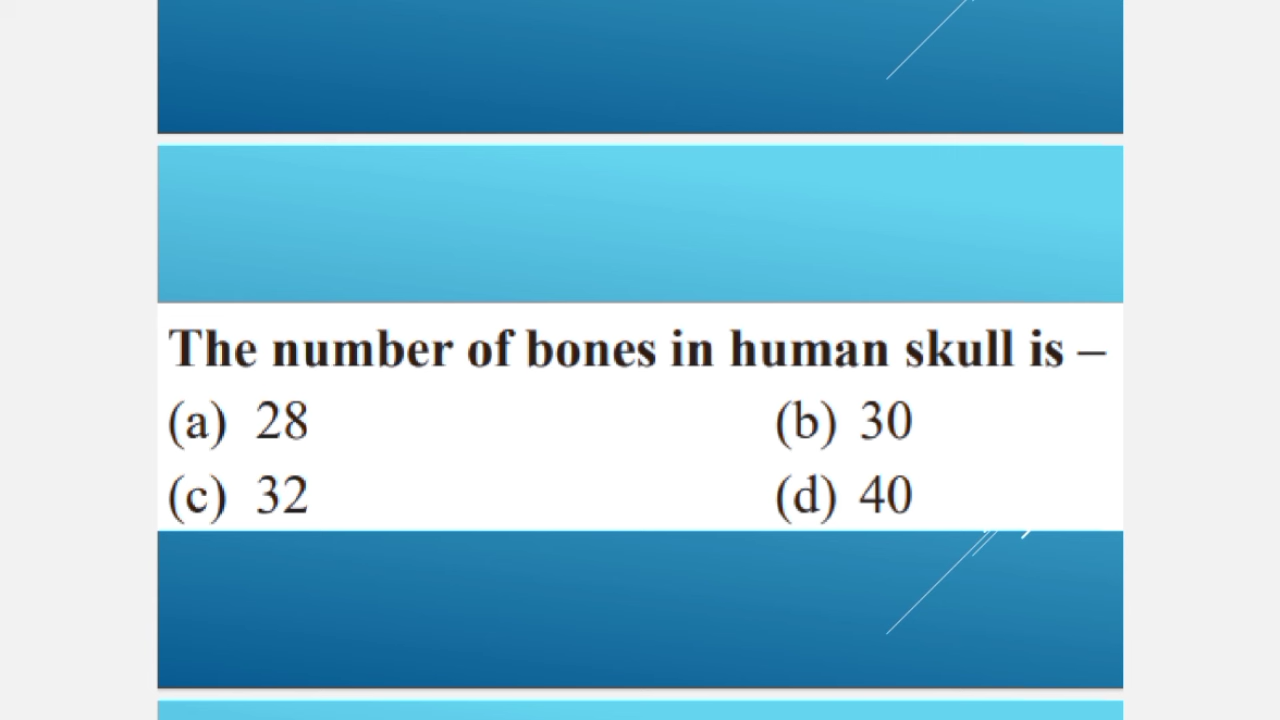 The number of bones in human skull is –
(a) 28 (b) 30
(c) 32 (d) 40